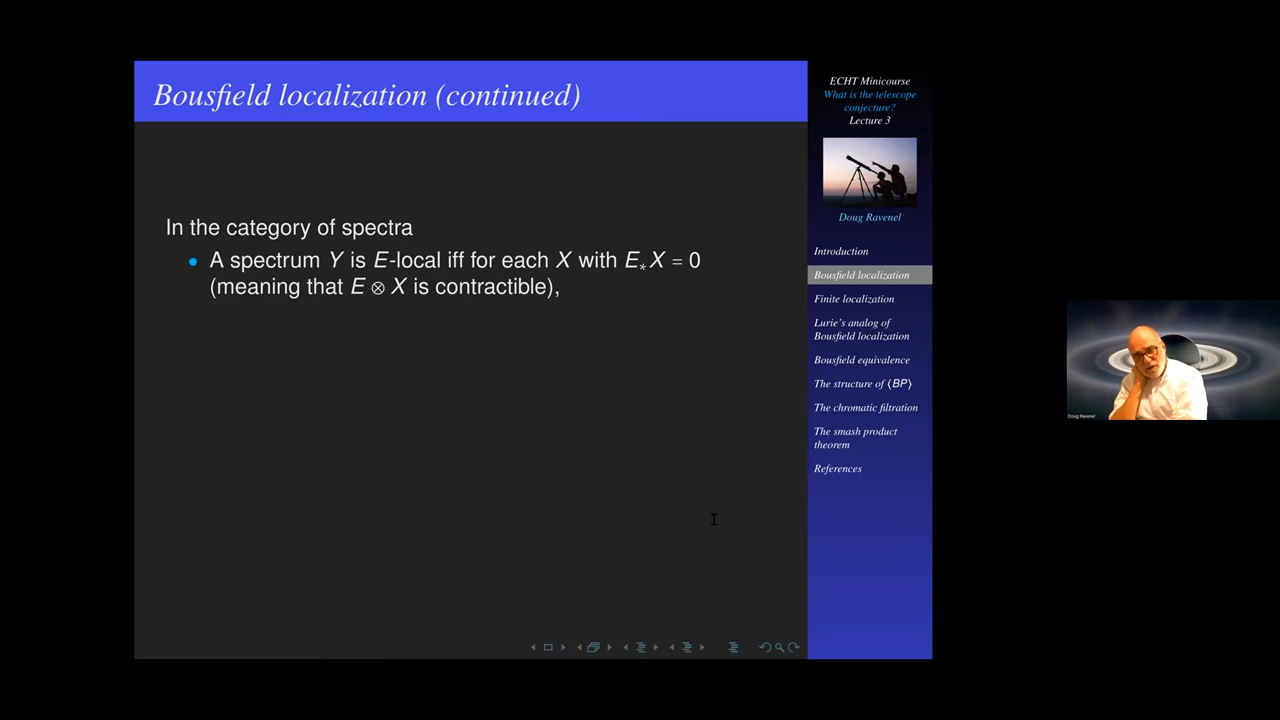 Bousfield localization (continued)
In the category of spectra
• A spectrum Y is E-local iff for each X with E_*X = 0
(meaning that E ⊗ X is contractible),
ECHT Minicourse
What is the telescope
conjecture?
Lecture 3
Doug Ravenel
Introduction
Bousfield localization
Finite localization
Lurie's analog of
Bousfield localization
Bousfield equivalence
The structure of ⟨BP⟩
The chromatic filtration
The smash product
theorem
References
Doug Ravenel